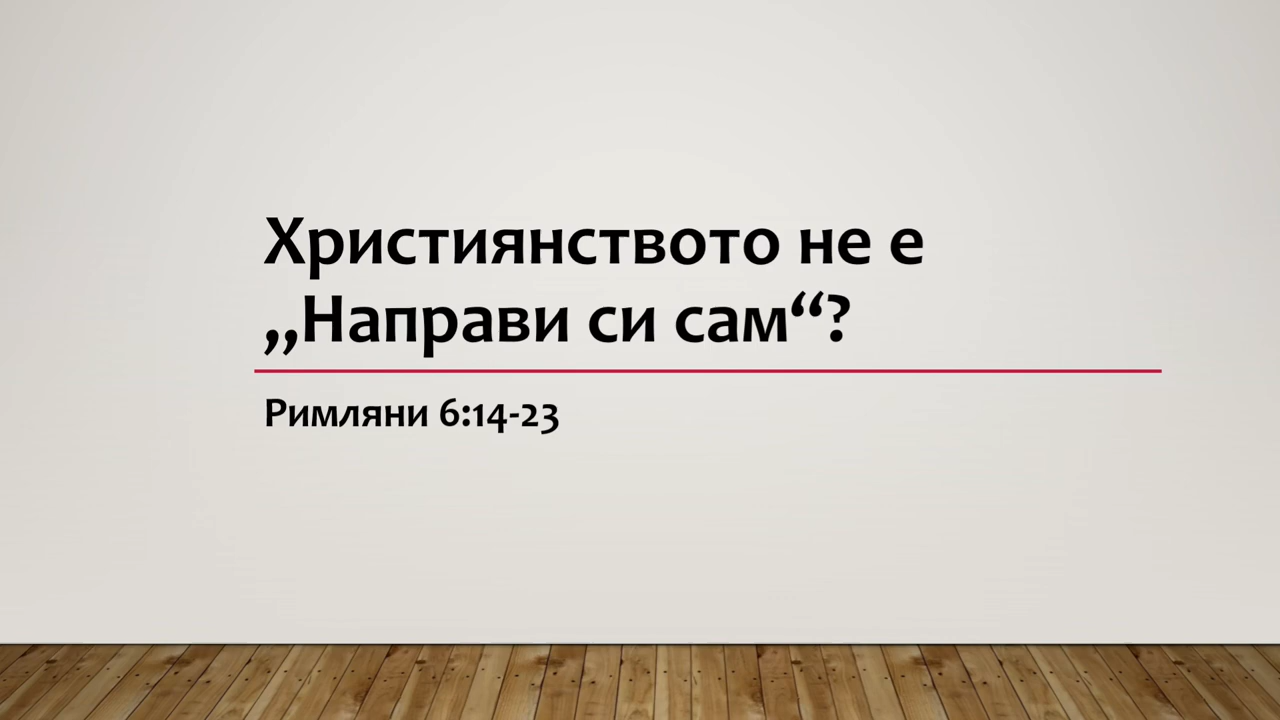 Християнството не е
„Направи си сам“?
Римляни 6:14-23